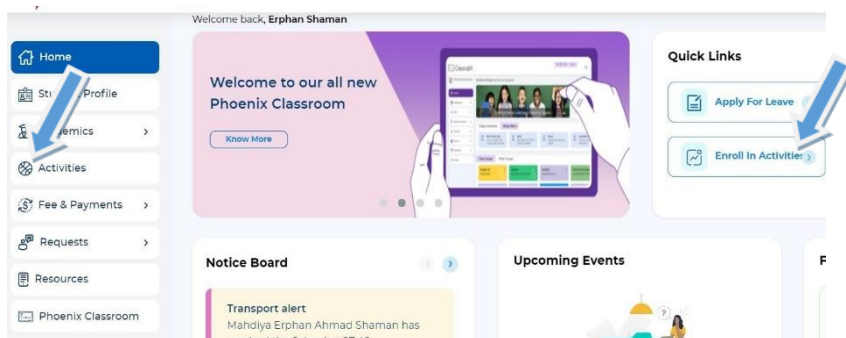 Welcome back, Erphan Shaman
Home
Profile
Activities
Fee & Payments
Requests
Resources
Phoenix Classroom
Welcome to our all new
Phoenix Classroom
Know More
Quick Links
Apply For Leave
Enroll In Activities
Notice Board
Transport alert
Mahdiya Erphan Ahmad Shaman has
Upcoming Events